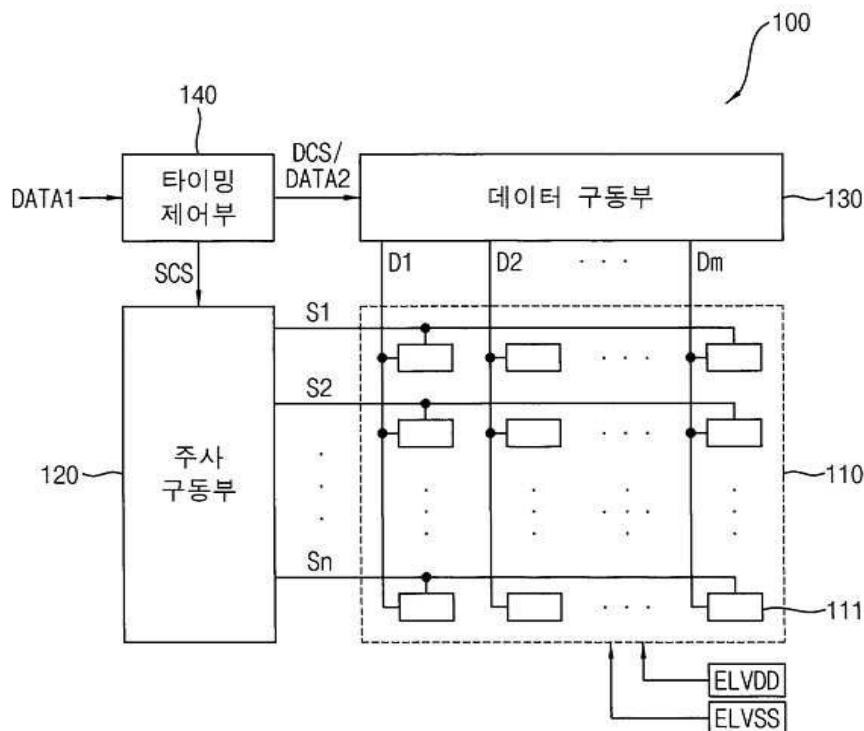 100
140
타이밍
제어부
DATA1
DCS/
DATA2
데이터 구동부
130
SCS
D1
D2
Dm
S1
S2
Sn
120
주사
구동부
110
111
ELVDD
ELVSS